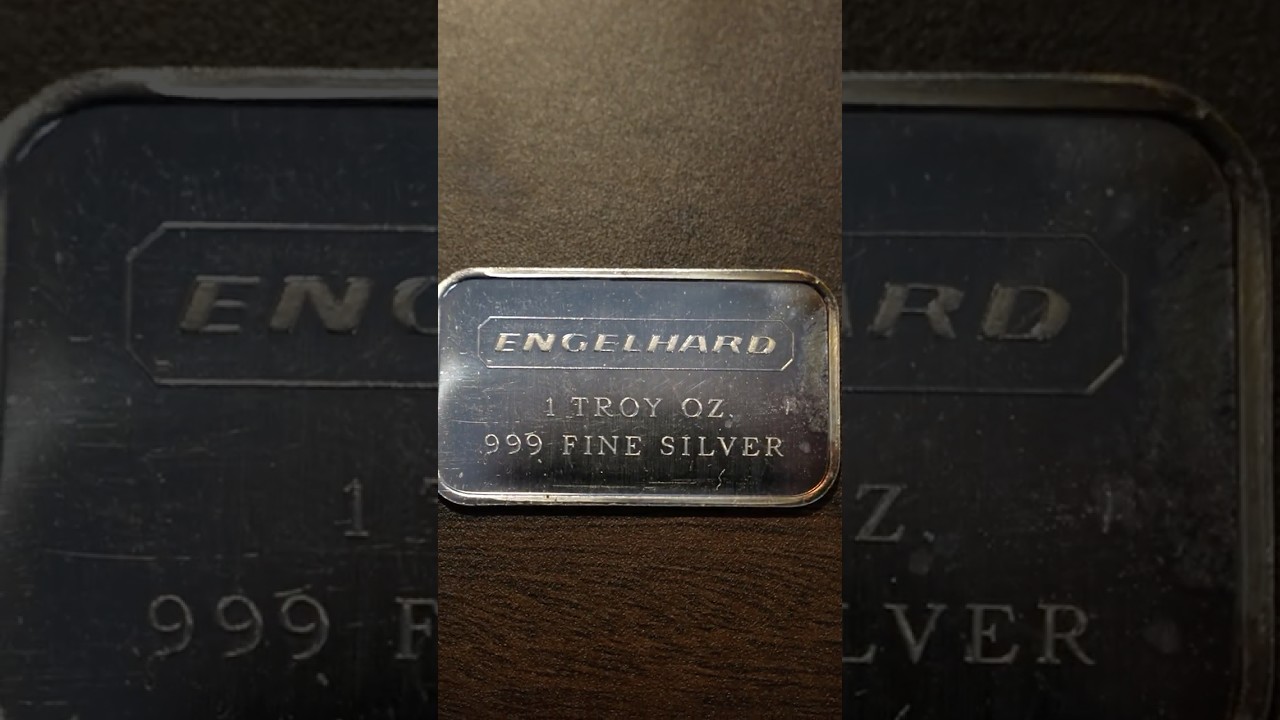 ENGELHARD
1 TROY OZ.
999 FINE SILVER